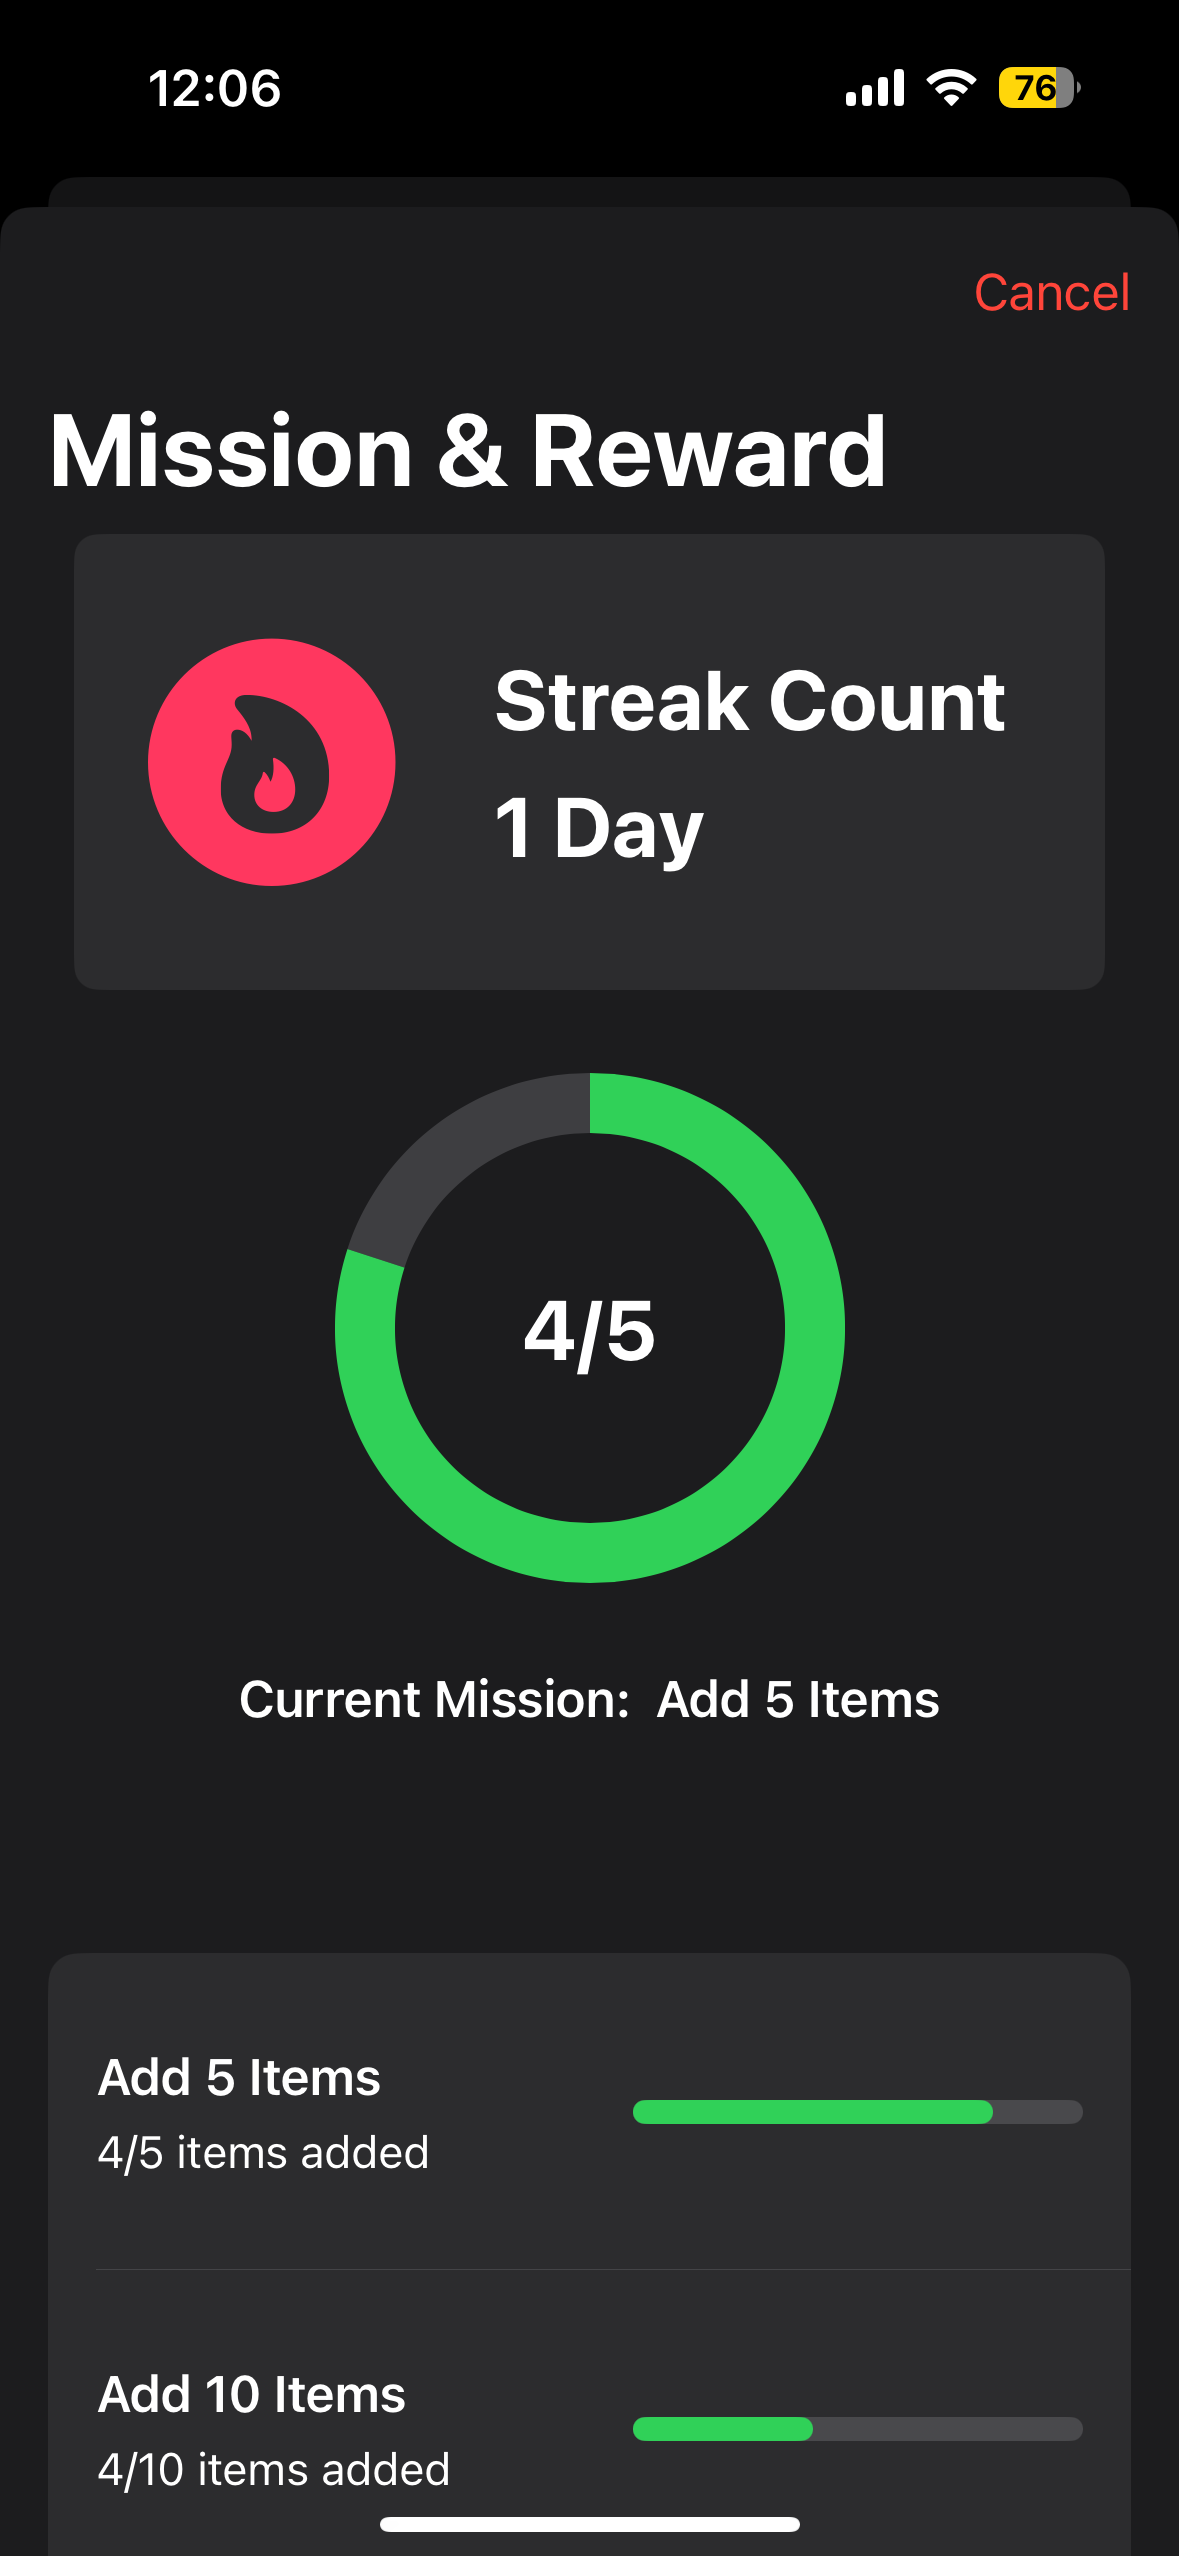 12:06
76
Cancel
Mission & Reward
Streak Count
1 Day
4/5
Current Mission:  Add 5 Items
Add 5 Items
4/5 items added
Add 10 Items
4/10 items added